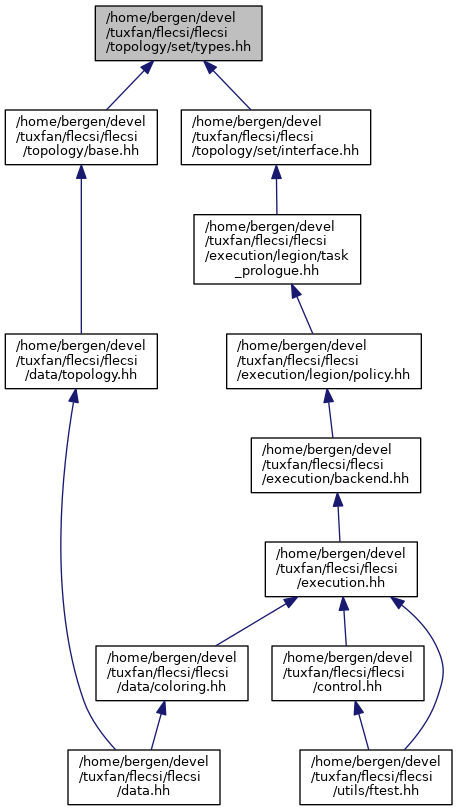 /home/bergen/devel
/tuxfan/flecsi/flecsi
/topology/set/types.hh
/home/bergen/devel
/tuxfan/flecsi/flecsi
/topology/base.hh
/home/bergen/devel
/tuxfan/flecsi/flecsi
/topology/set/interface.hh
/home/bergen/devel
/tuxfan/flecsi/flecsi
/execution/legion/task
_prologue.hh
/home/bergen/devel
/tuxfan/flecsi/flecsi
/data/topology.hh
/home/bergen/devel
/tuxfan/flecsi/flecsi
/execution/legion/policy.hh
/home/bergen/devel
/tuxfan/flecsi/flecsi
/execution/backend.hh
/home/bergen/devel
/tuxfan/flecsi/flecsi
/execution.hh
/home/bergen/devel
/tuxfan/flecsi/flecsi
/data/coloring.hh
/home/bergen/devel
/tuxfan/flecsi/flecsi
/control.hh
/home/bergen/devel
/tuxfan/flecsi/flecsi
/data.hh
/home/bergen/devel
/tuxfan/flecsi/flecsi
/utils/ftest.hh